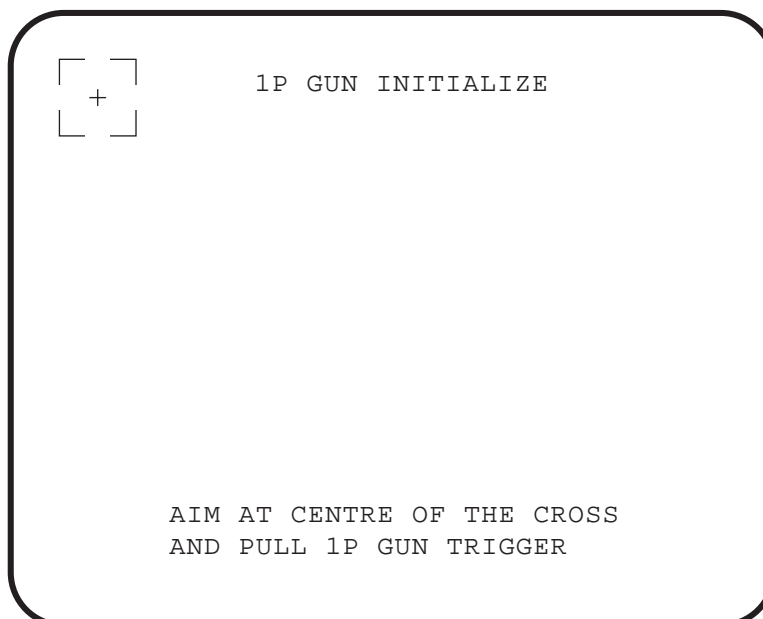 1P GUN INITIALIZE
AIM AT CENTRE OF THE CROSS
AND PULL 1P GUN TRIGGER